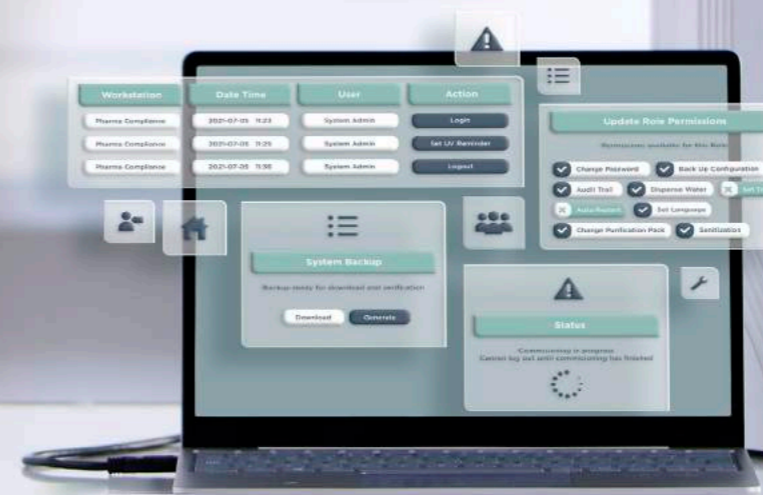 Workstation Date Time User Action
Pharma Compliance 2021-07-05 11:23 System Admin Login
Pharma Compliance 2021-07-05 11:25 System Admin Set UV Reminder
Pharma Compliance 2021-07-05 11:30 System Admin Logout
Update Role Permissions
Permissions available for this Role
Change Password Back Up Configuration
Audit Trail Dispense Water Set
Auto Restart Set Language
Change Purification Pack Sanitization
System Backup
Backup ready for download and verification
Download Generate
Status
Commissioning in progress
Cannot log out until commissioning has finished